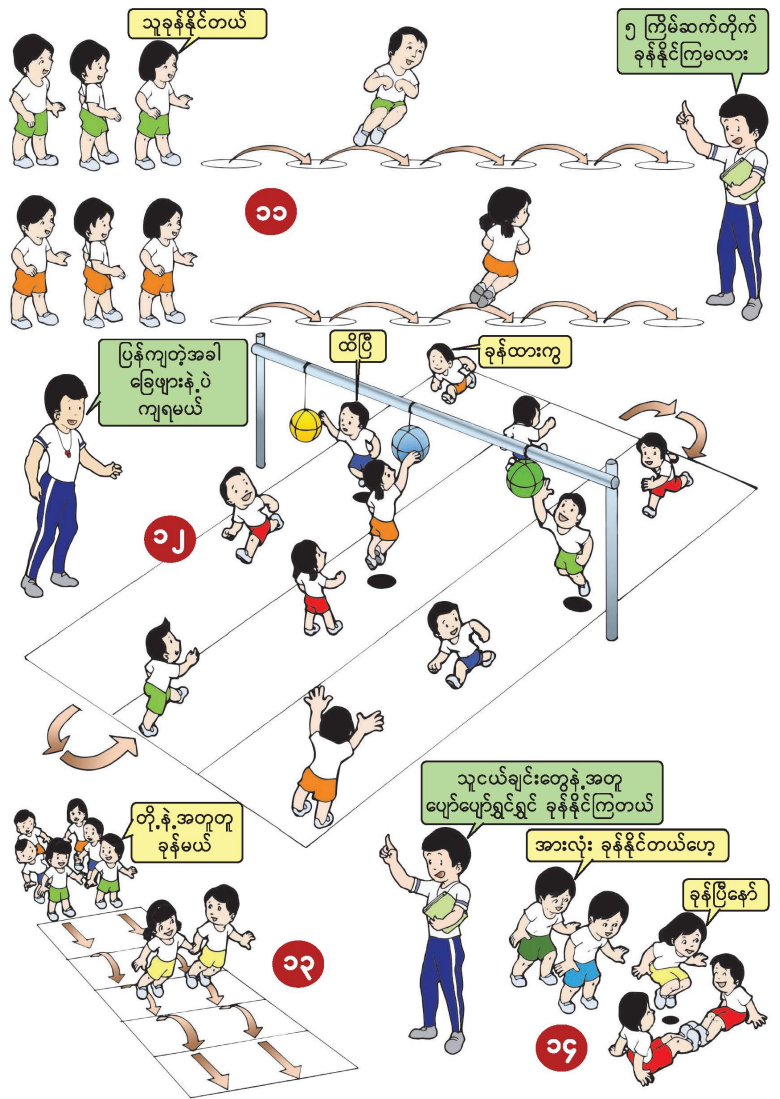 သူခုန်နိုင်တယ်
၅ ကြိမ်ဆက်တိုက်
ခုန်နိုင်ကြမလား
၁၁
ပြန်ကျတဲ့အခါ
ခြေဖျားနဲ့ပဲ
ကျရမယ်
ထိပြီ
ခုန်ထားကွ
၁၂
တို့နဲ့အတူတူ
ခုန်မယ်
၁၃
သူငယ်ချင်းတွေနဲ့အတူ
ပျော်ပျော်ရွှင်ရွှင် ခုန်နိုင်ကြတယ်
အားလုံး ခုန်နိုင်တယ်ဟေ့
ခုန်ပြီနော်
၁၄